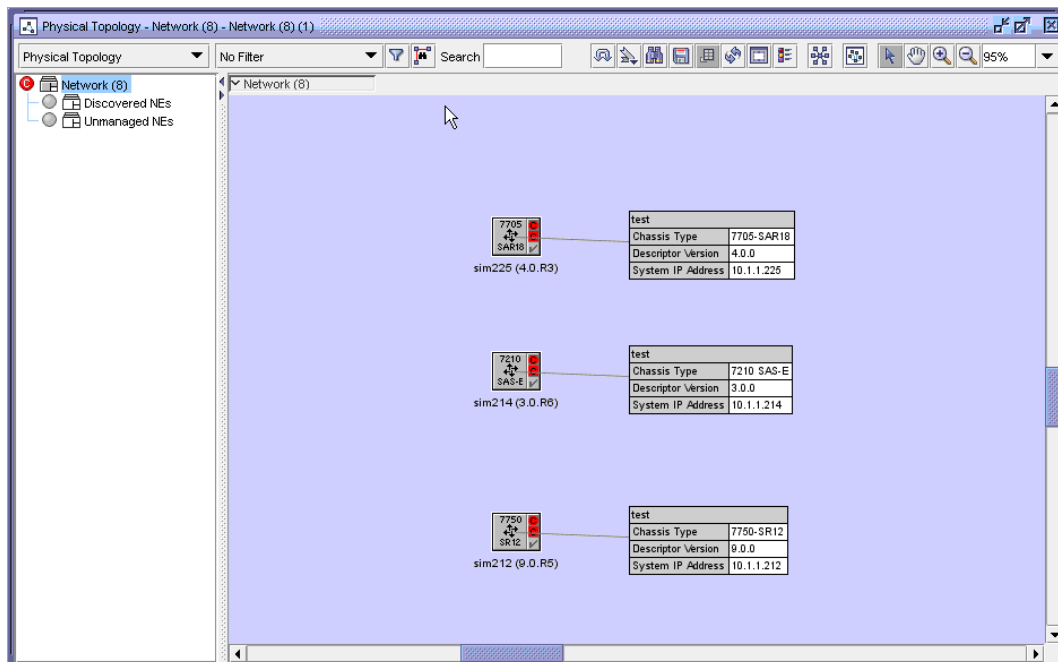 Physical Topology - Network (8) - Network (8) (1)
Physical Topology
No Filter
Search
95%
C Network (8)
Discovered NEs
Unmanaged NEs
Network (8)
7705 C
C
SAR18
sim225 (4.0.R3)
test
Chassis Type 7705-SAR18
Descriptor Version 4.0.0
System IP Address 10.1.1.225
7210 C
C
SAS-E
sim214 (3.0.R6)
test
Chassis Type 7210 SAS-E
Descriptor Version 3.0.0
System IP Address 10.1.1.214
7750 C
C
SR12
sim212 (9.0.R5)
test
Chassis Type 7750-SR12
Descriptor Version 9.0.0
System IP Address 10.1.1.212